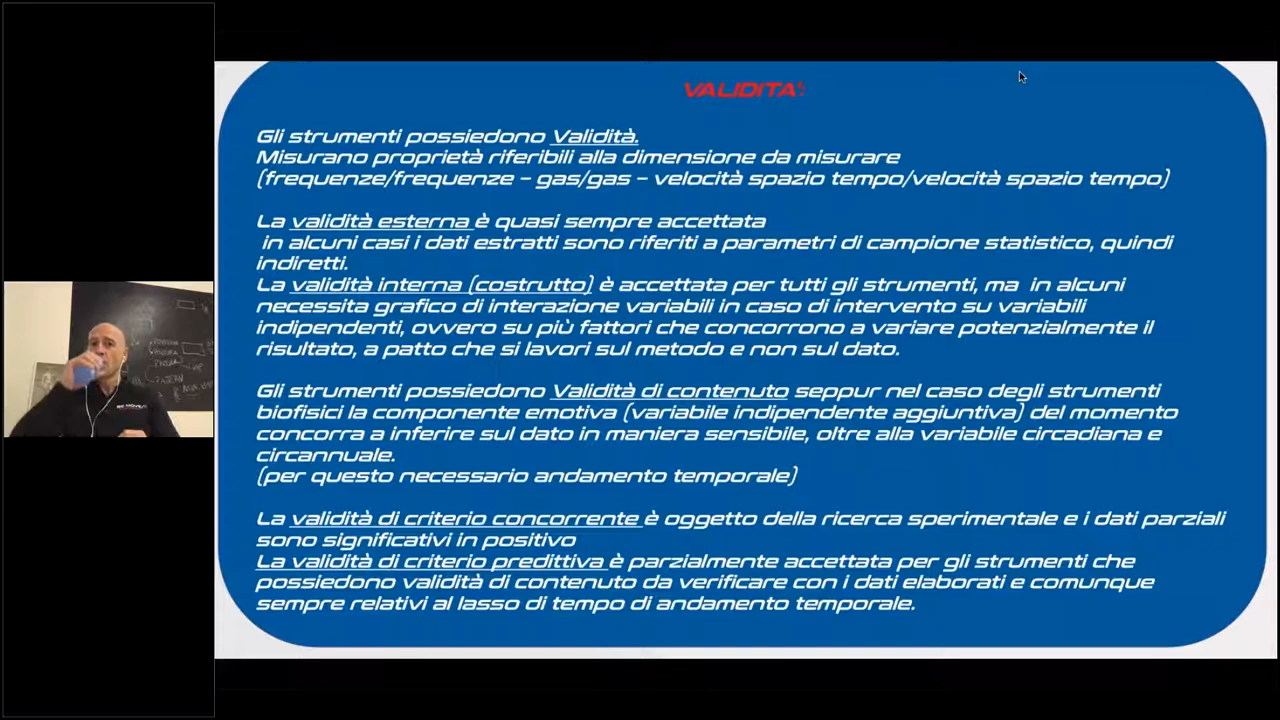 VALIDITA'
Gli strumenti possiedono Validità.
Misurano proprietà riferibili alla dimensione da misurare
(frequenze/frequenze – gas/gas – velocità spazio tempo/velocità spazio tempo)
La validità esterna è quasi sempre accettata
in alcuni casi i dati estratti sono riferiti a parametri di campione statistico, quindi
indiretti.
La validità interna (costrutto) è accettata per tutti gli strumenti, ma in alcuni
necessita grafico di interazione variabili in caso di intervento su variabili
indipendenti, ovvero su più fattori che concorrono a variare potenzialmente il
risultato, a patto che si lavori sul metodo e non sul dato.
Gli strumenti possiedono Validità di contenuto seppur nel caso degli strumenti
biofisici la componente emotiva (variabile indipendente aggiuntiva) del momento
concorra a inferire sul dato in maniera sensibile, oltre alla variabile circadiana e
circannuale.
(per questo necessario andamento temporale)
La validità di criterio concorrente è oggetto della ricerca sperimentale e i dati parziali
sono significativi in positivo
La validità di criterio predittiva è parzialmente accettata per gli strumenti che
possiedono validità di contenuto da verificare con i dati elaborati e comunque
sempre relativi al lasso di tempo di andamento temporale.